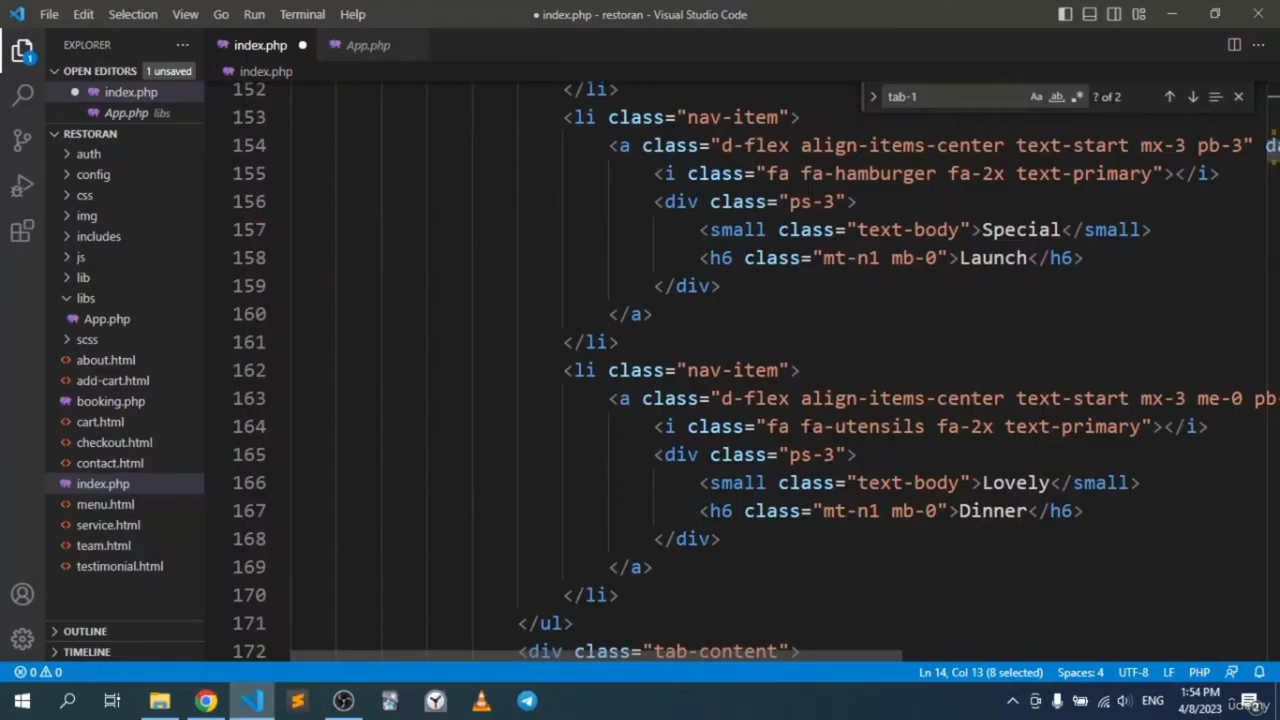 File Edit Selection View Go Run Terminal Help
● index.php - restoran - Visual Studio Code
EXPLORER
index.php
App.php
OPEN EDITORS 1 unsaved
index.php
index.php
App.php libs
RESTORAN
auth
config
css
img
includes
js
lib
libs
App.php
scss
about.html
add-cart.html
booking.php
cart.html
checkout.html
contact.html
index.php
menu.html
service.html
team.html
testimonial.html
OUTLINE
TIMELINE
tab-1 Aa ab ? of 2
152 </li>
153 <li class="nav-item">
154 <a class="d-flex align-items-center text-start mx-3 pb-3" da
155 <i class="fa fa-hamburger fa-2x text-primary"></i>
156 <div class="ps-3">
157 <small class="text-body">Special</small>
158 <h6 class="mt-n1 mb-0">Launch</h6>
159 </div>
160 </a>
161 </li>
162 <li class="nav-item">
163 <a class="d-flex align-items-center text-start mx-3 me-0 pb-
164 <i class="fa fa-utensils fa-2x text-primary"></i>
165 <div class="ps-3">
166 <small class="text-body">Lovely</small>
167 <h6 class="mt-n1 mb-0">Dinner</h6>
168 </div>
169 </a>
170 </li>
171 </ul>
172 <div class="tab-content">
0 0
Ln 14, Col 13 (8 selected) Spaces: 4 UTF-8 LF PHP
ENG
1:54 PM
4/8/2023
udemy